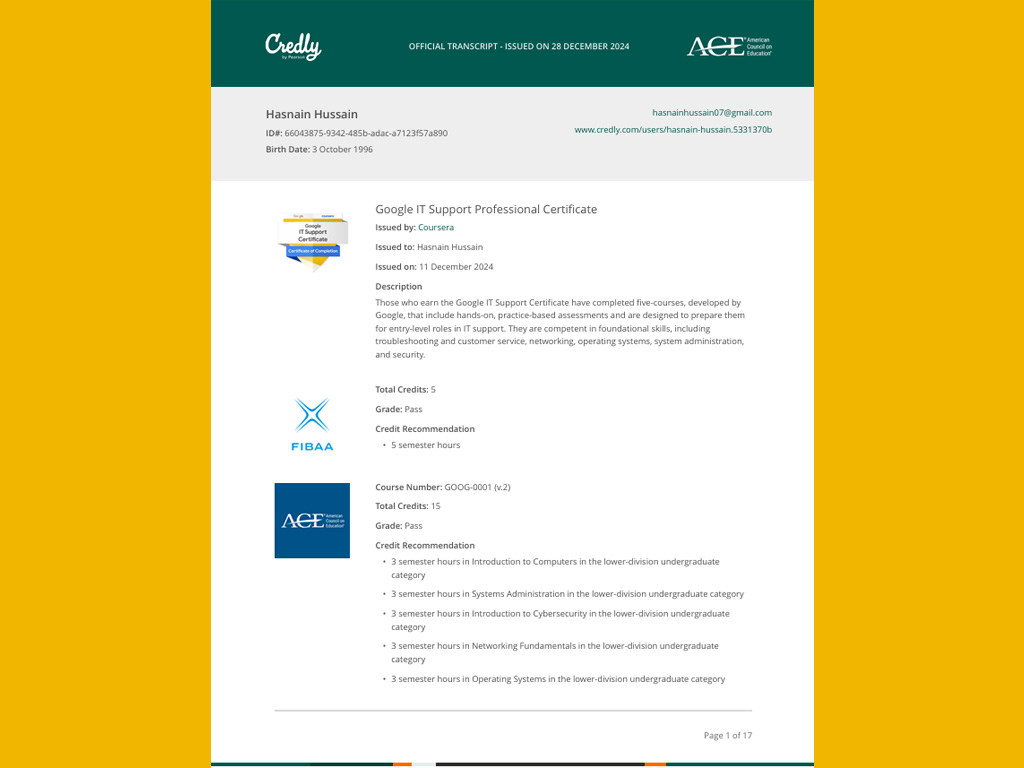 Credly
by Pearson
OFFICIAL TRANSCRIPT - ISSUED ON 28 DECEMBER 2024
ACE® American
Council on
Education®
Hasnain Hussain
ID#: 66043875-9342-485b-adac-a7123f57a890
Birth Date: 3 October 1996
hasnainhussain07@gmail.com
www.credly.com/users/hasnain-hussain.5331370b
Google coursera
Google
IT Support
Certificate
Certificate of Completion
Google IT Support Professional Certificate
Issued by: Coursera
Issued to: Hasnain Hussain
Issued on: 11 December 2024
Description
Those who earn the Google IT Support Certificate have completed five-courses, developed by
Google, that include hands-on, practice-based assessments and are designed to prepare them
for entry-level roles in IT support. They are competent in foundational skills, including
troubleshooting and customer service, networking, operating systems, system administration,
and security.
FIBAA
Total Credits: 5
Grade: Pass
Credit Recommendation
• 5 semester hours
ACE® American
Council on
Education®
Course Number: GOOG-0001 (v.2)
Total Credits: 15
Grade: Pass
Credit Recommendation
• 3 semester hours in Introduction to Computers in the lower-division undergraduate
category
• 3 semester hours in Systems Administration in the lower-division undergraduate category
• 3 semester hours in Introduction to Cybersecurity in the lower-division undergraduate
category
• 3 semester hours in Networking Fundamentals in the lower-division undergraduate
category
• 3 semester hours in Operating Systems in the lower-division undergraduate category
Page 1 of 17